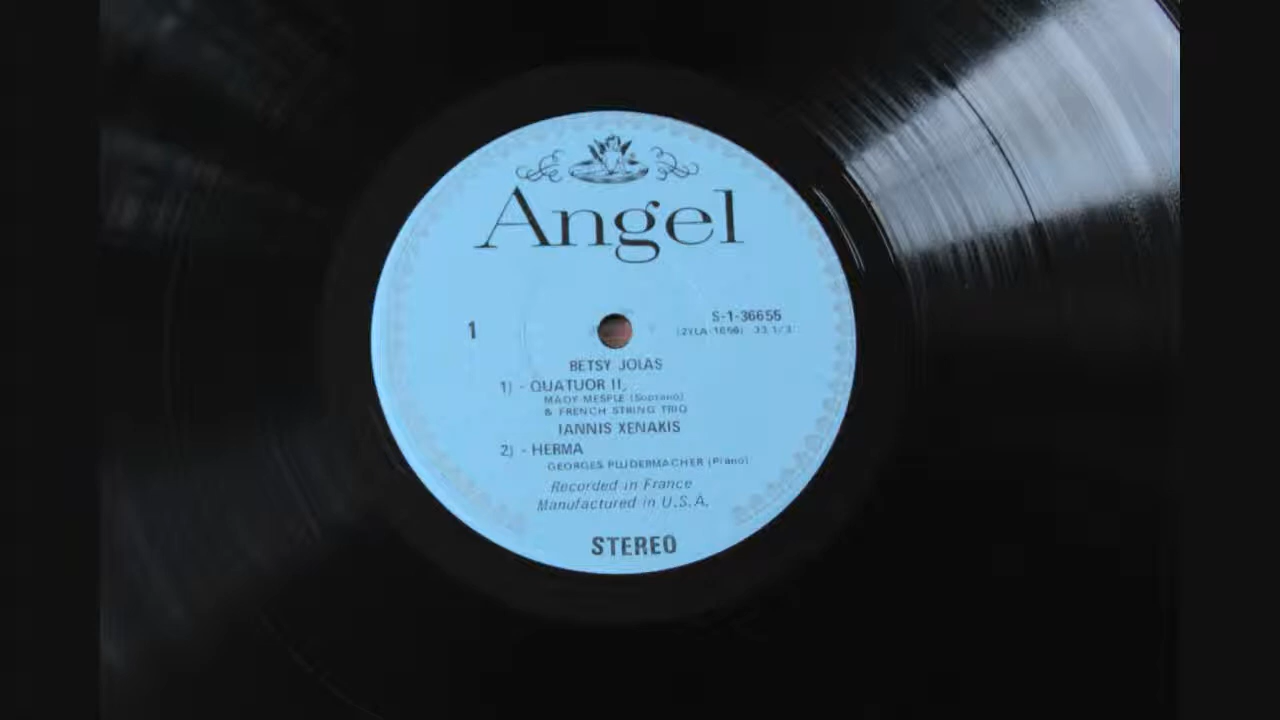 Angel
1
S-1-36655
(2YLA-1656) 33 1/3
BETSY JOLAS
1) - QUATUOR II,
MADY MESPLE (Soprano)
& FRENCH STRING TRIO
IANNIS XENAKIS
2) - HERMA
GEORGES PLUDERMACHER (Piano)
Recorded in France
Manufactured in U.S.A.
STEREO